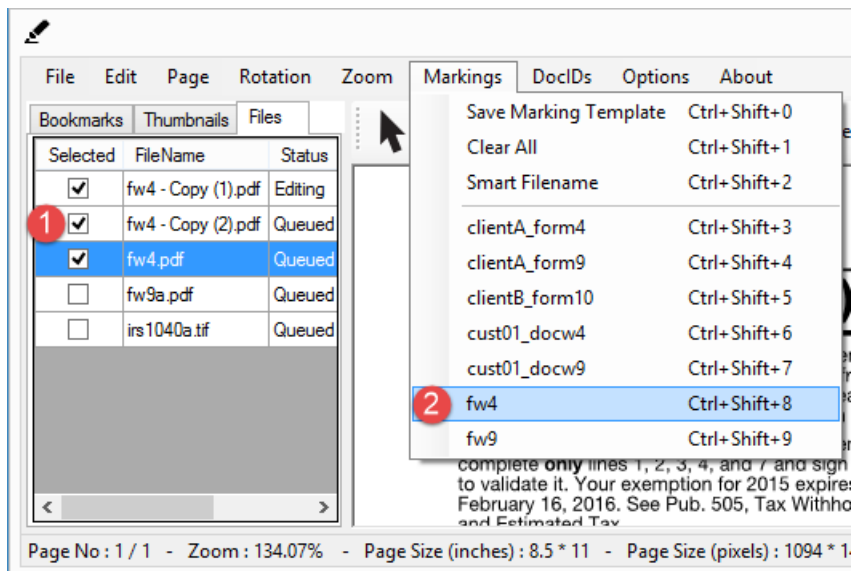 File Edit Page Rotation Zoom Markings DocIDs Options About
Bookmarks Thumbnails Files
Selected FileName Status
fw4 - Copy (1).pdf Editing
1 fw4 - Copy (2).pdf Queued
fw4.pdf Queued
fw9a.pdf Queued
irs1040a.tif Queued
Save Marking Template Ctrl+Shift+0
Clear All Ctrl+Shift+1
Smart Filename Ctrl+Shift+2
clientA_form4 Ctrl+Shift+3
clientA_form9 Ctrl+Shift+4
clientB_form10 Ctrl+Shift+5
cust01_docw4 Ctrl+Shift+6
cust01_docw9 Ctrl+Shift+7
2 fw4 Ctrl+Shift+8
fw9 Ctrl+Shift+9
complete only lines 1, 2, 3, 4, and 7 and sign
to validate it. Your exemption for 2015 expires
February 16, 2016. See Pub. 505, Tax Withho
and Estimated Tax
Page No : 1 / 1 - Zoom : 134.07% - Page Size (inches) : 8.5 * 11 - Page Size (pixels) : 1094 * 14